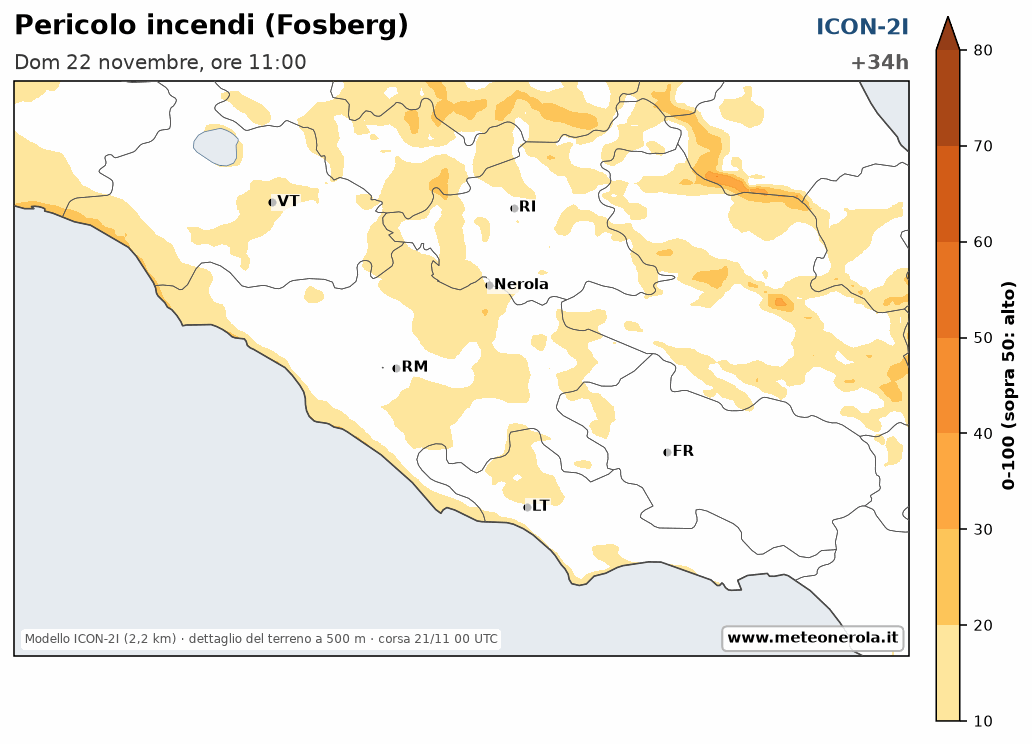 Pericolo incendi (Fosberg)
ICON-2I
Dom 22 novembre, ore 11:00
+34h
VT
RI
Nerola
RM
FR
LT
Modello ICON-2I (2,2 km) · dettaglio del terreno a 500 m · corsa 21/11 00 UTC
www.meteonerola.it
80
70
60
50
40
30
20
10
0-100 (sopra 50: alto)